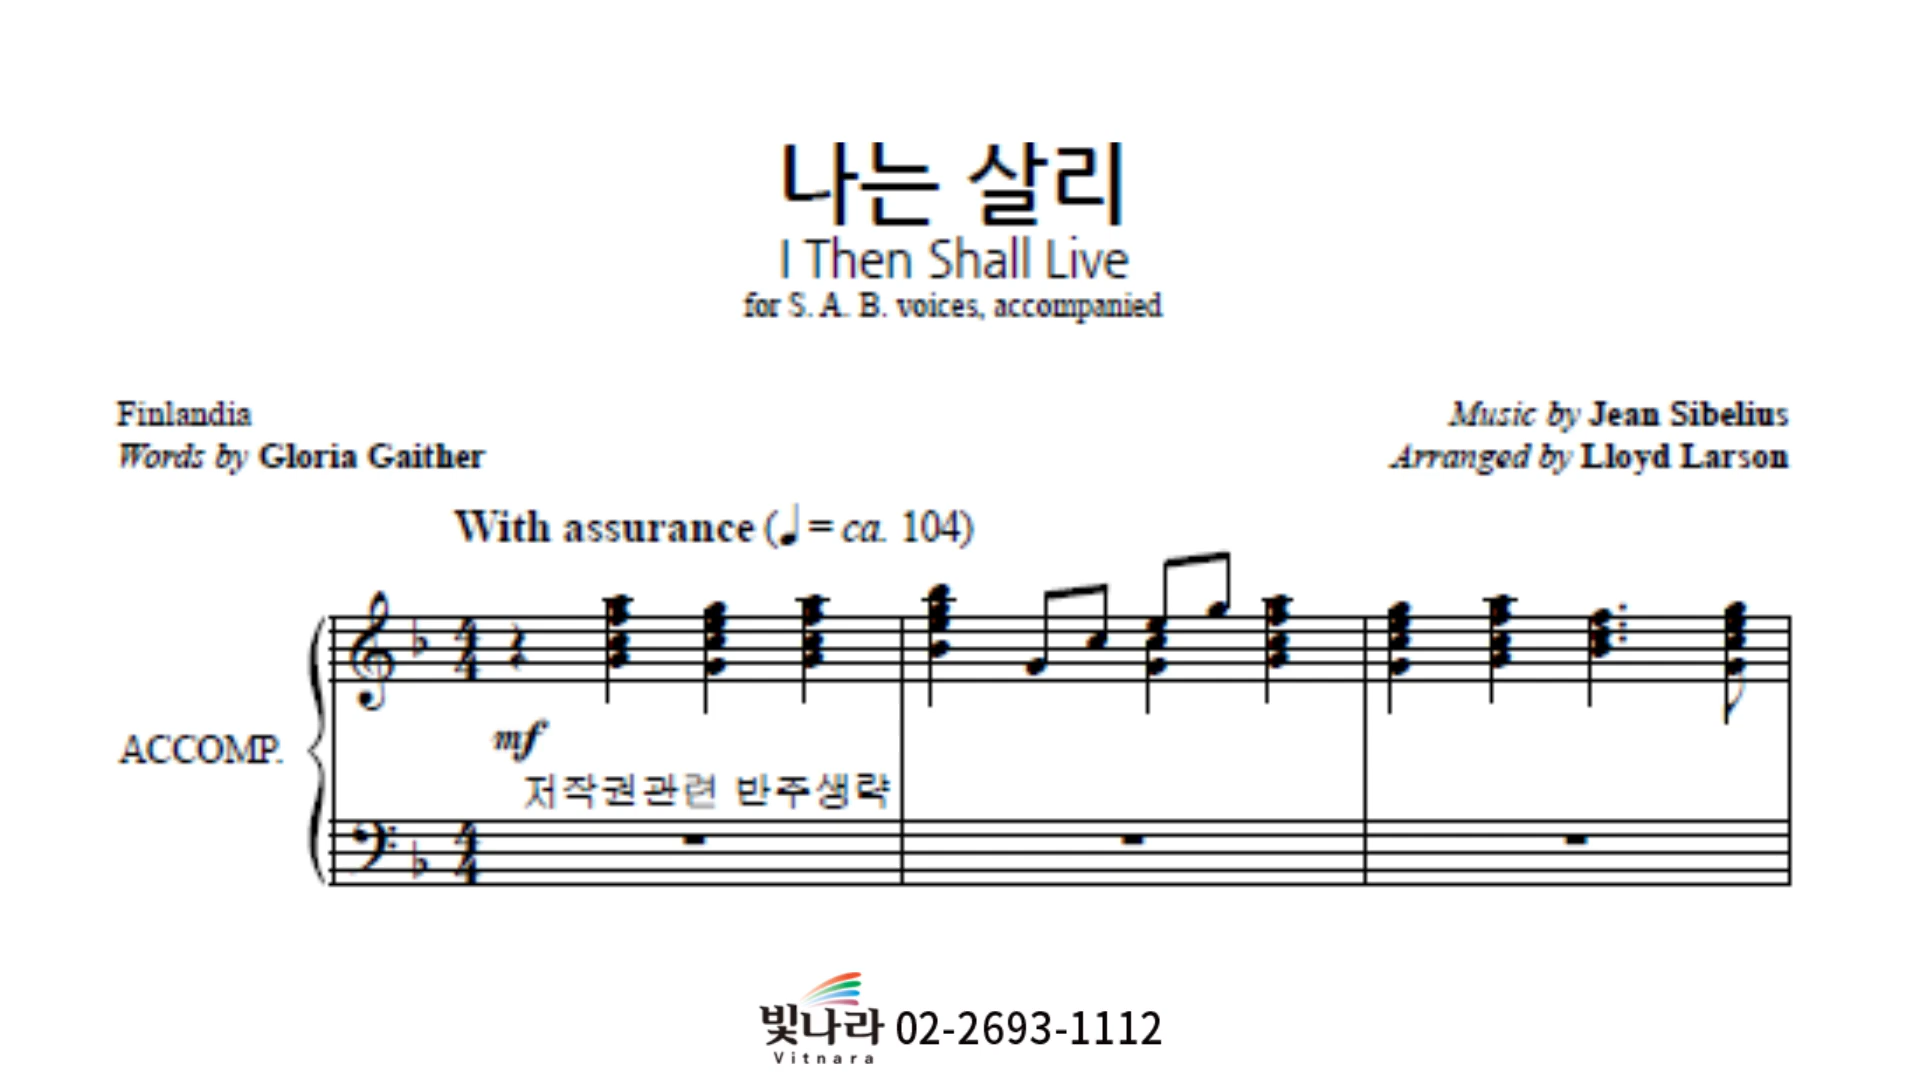 나는 살리
I Then Shall Live
for S. A. B. voices, accompanied
Finlandia
Words by Gloria Gaither
Music by Jean Sibelius
Arranged by Lloyd Larson
With assurance (♩ = ca. 104)
ACCOMP.
mf
저작권관련 반주생략
빛나라 02-2693-1112
Vitnara